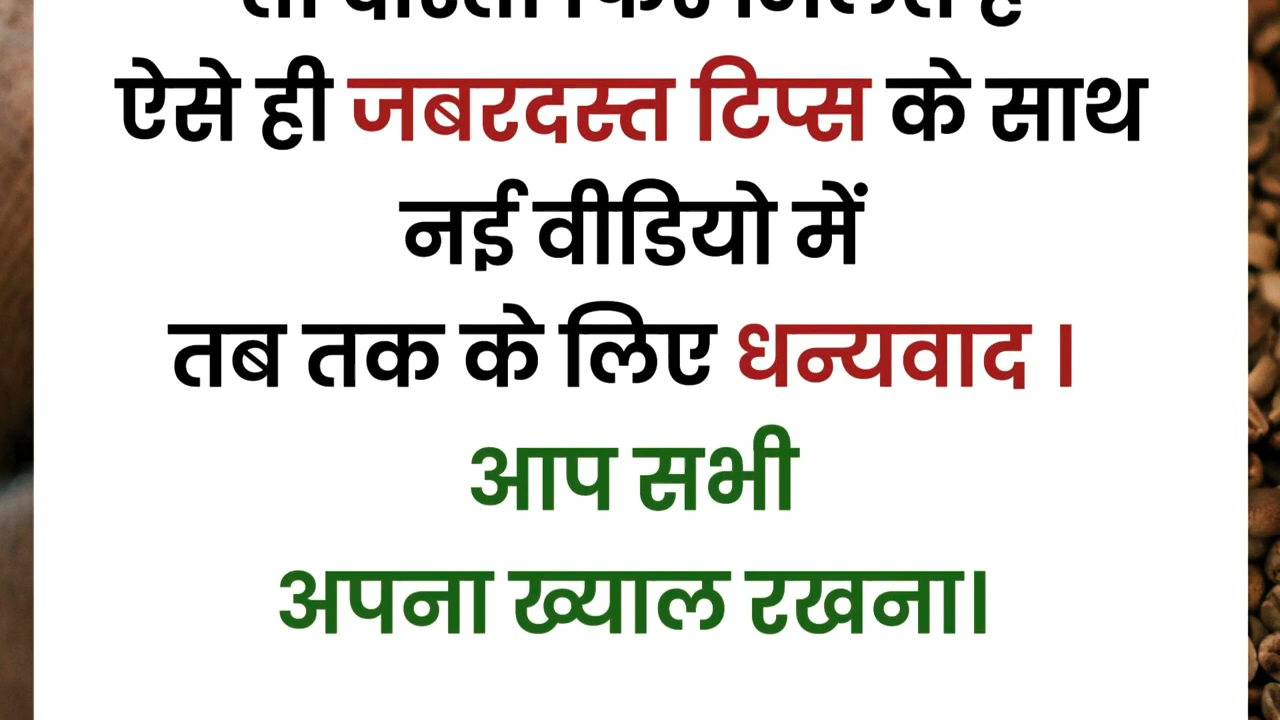 ऐसे ही जबरदस्त टिप्स के साथ
नई वीडियो में
तब तक के लिए धन्यवाद ।
आप सभी
अपना ख्याल रखना।